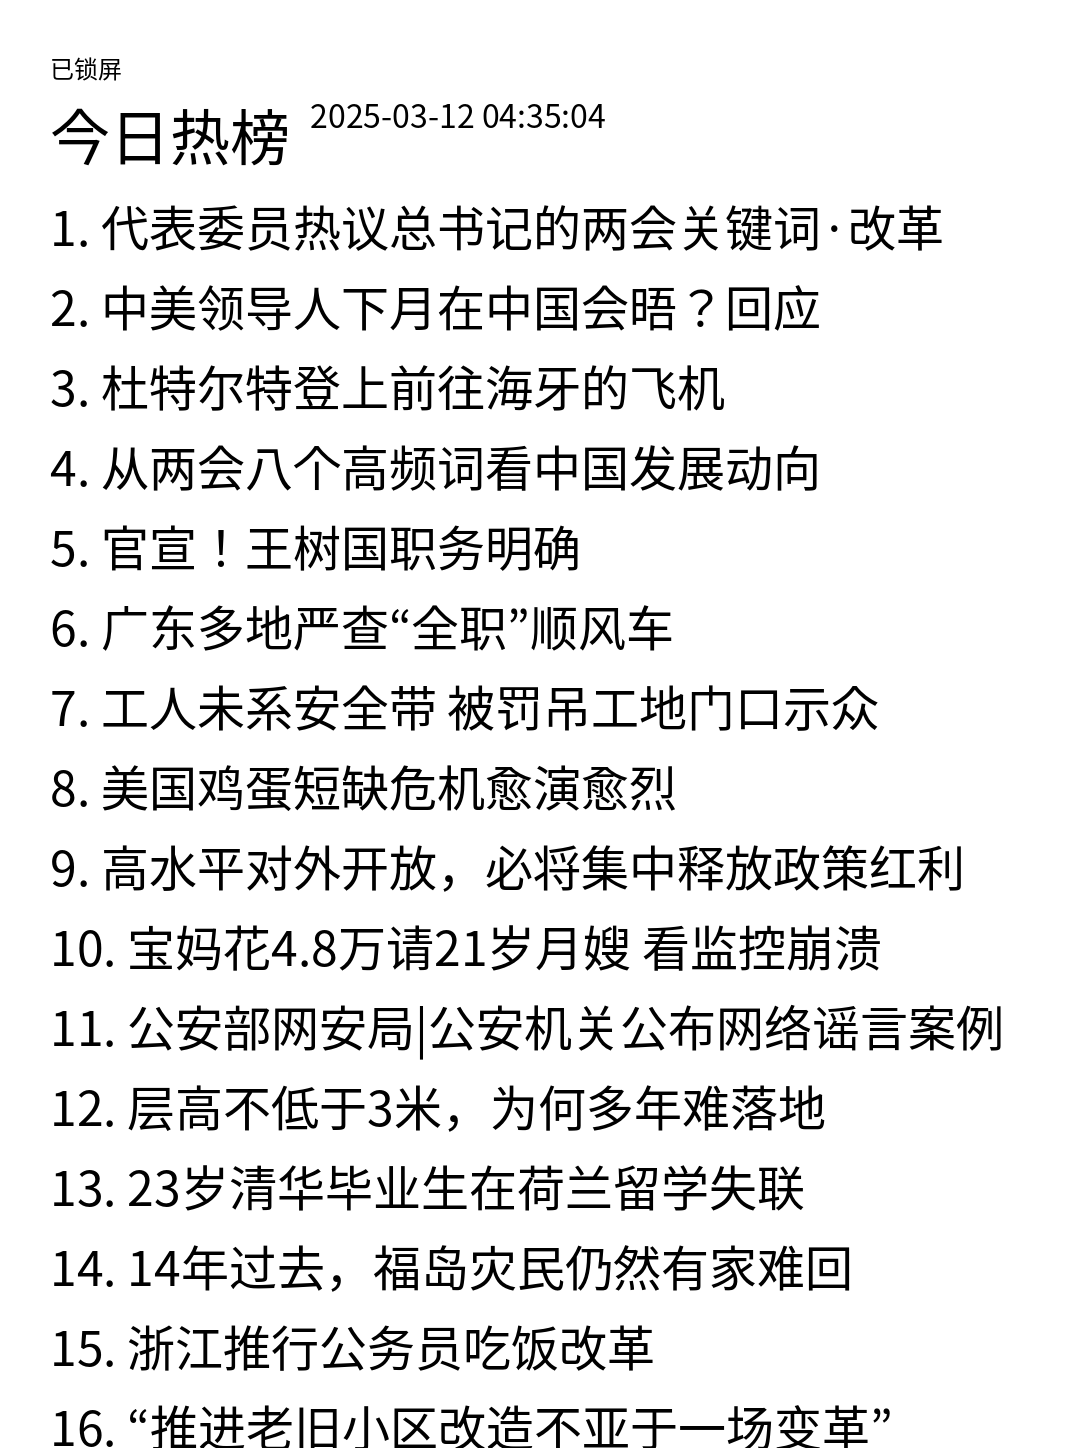 已锁屏
今日热榜 2025-03-12 04:35:04
1. 代表委员热议总书记的两会关键词·改革
2. 中美领导人下月在中国会晤？回应
3. 杜特尔特登上前往海牙的飞机
4. 从两会八个高频词看中国发展动向
5. 官宣！王树国职务明确
6. 广东多地严查“全职”顺风车
7. 工人未系安全带 被罚吊工地门口示众
8. 美国鸡蛋短缺危机愈演愈烈
9. 高水平对外开放，必将集中释放政策红利
10. 宝妈花4.8万请21岁月嫂 看监控崩溃
11. 公安部网安局|公安机关公布网络谣言案例
12. 层高不低于3米，为何多年难落地
13. 23岁清华毕业生在荷兰留学失联
14. 14年过去，福岛灾民仍然有家难回
15. 浙江推行公务员吃饭改革
16. “推进老旧小区改造不亚于一场变革”